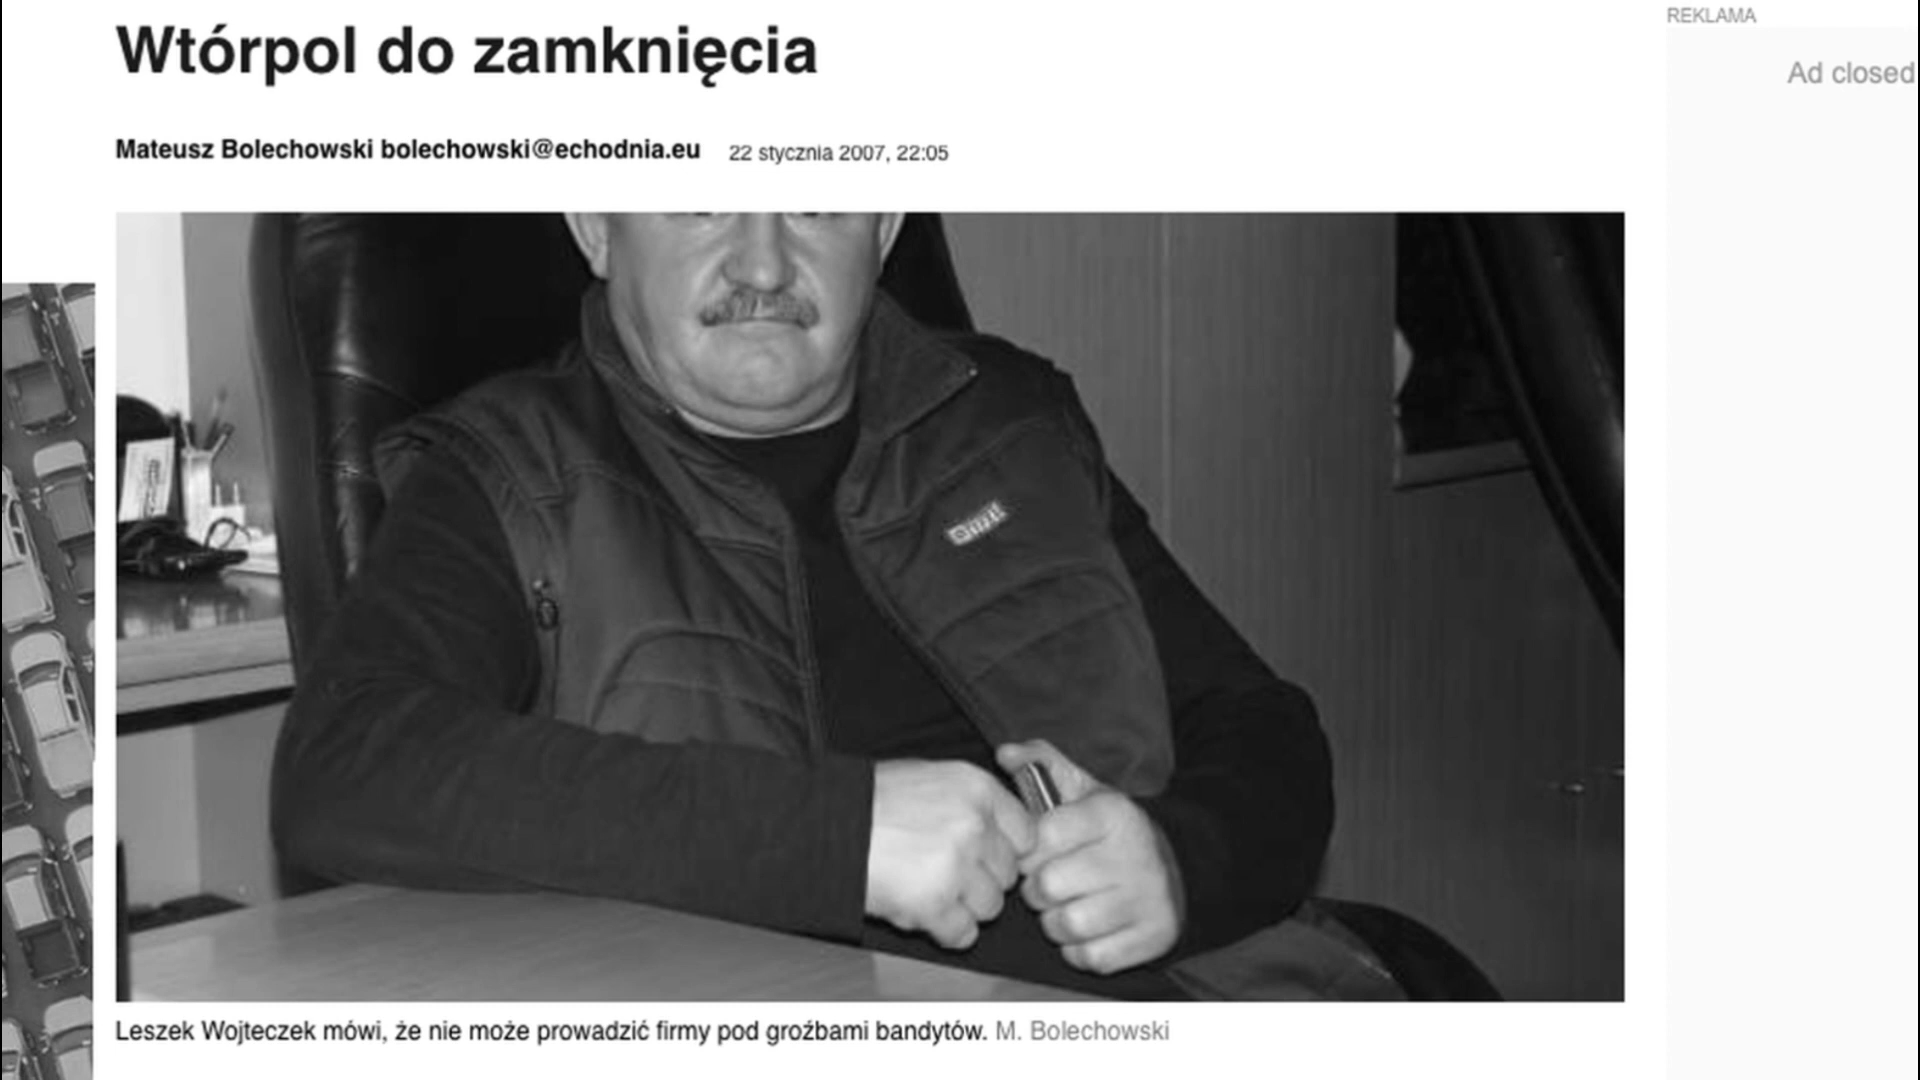 REKLAMA
Wtórpol do zamknięcia
Ad closed
Mateusz Bolechowski bolechowski@echodnia.eu 22 stycznia 2007, 22:05
Leszek Wojteczek mówi, że nie może prowadzić firmy pod groźbami bandytów. M. Bolechowski